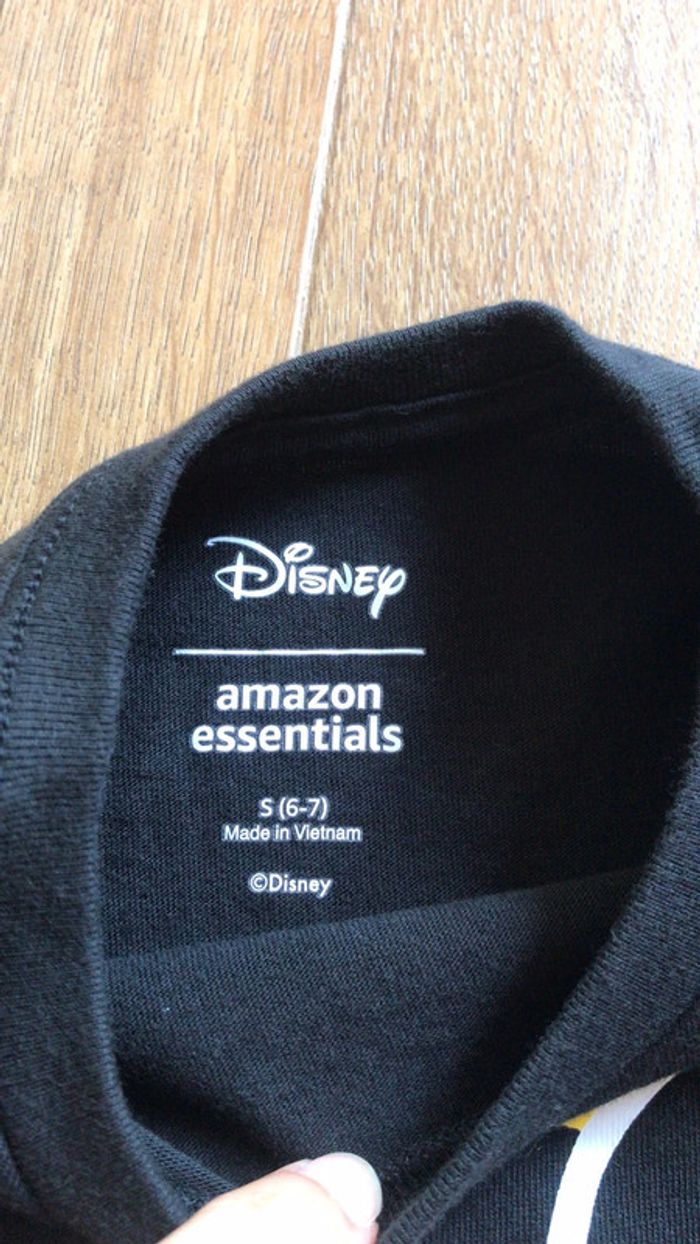 Disney
amazon
essentials
S (6-7)
Made in Vietnam
©Disney